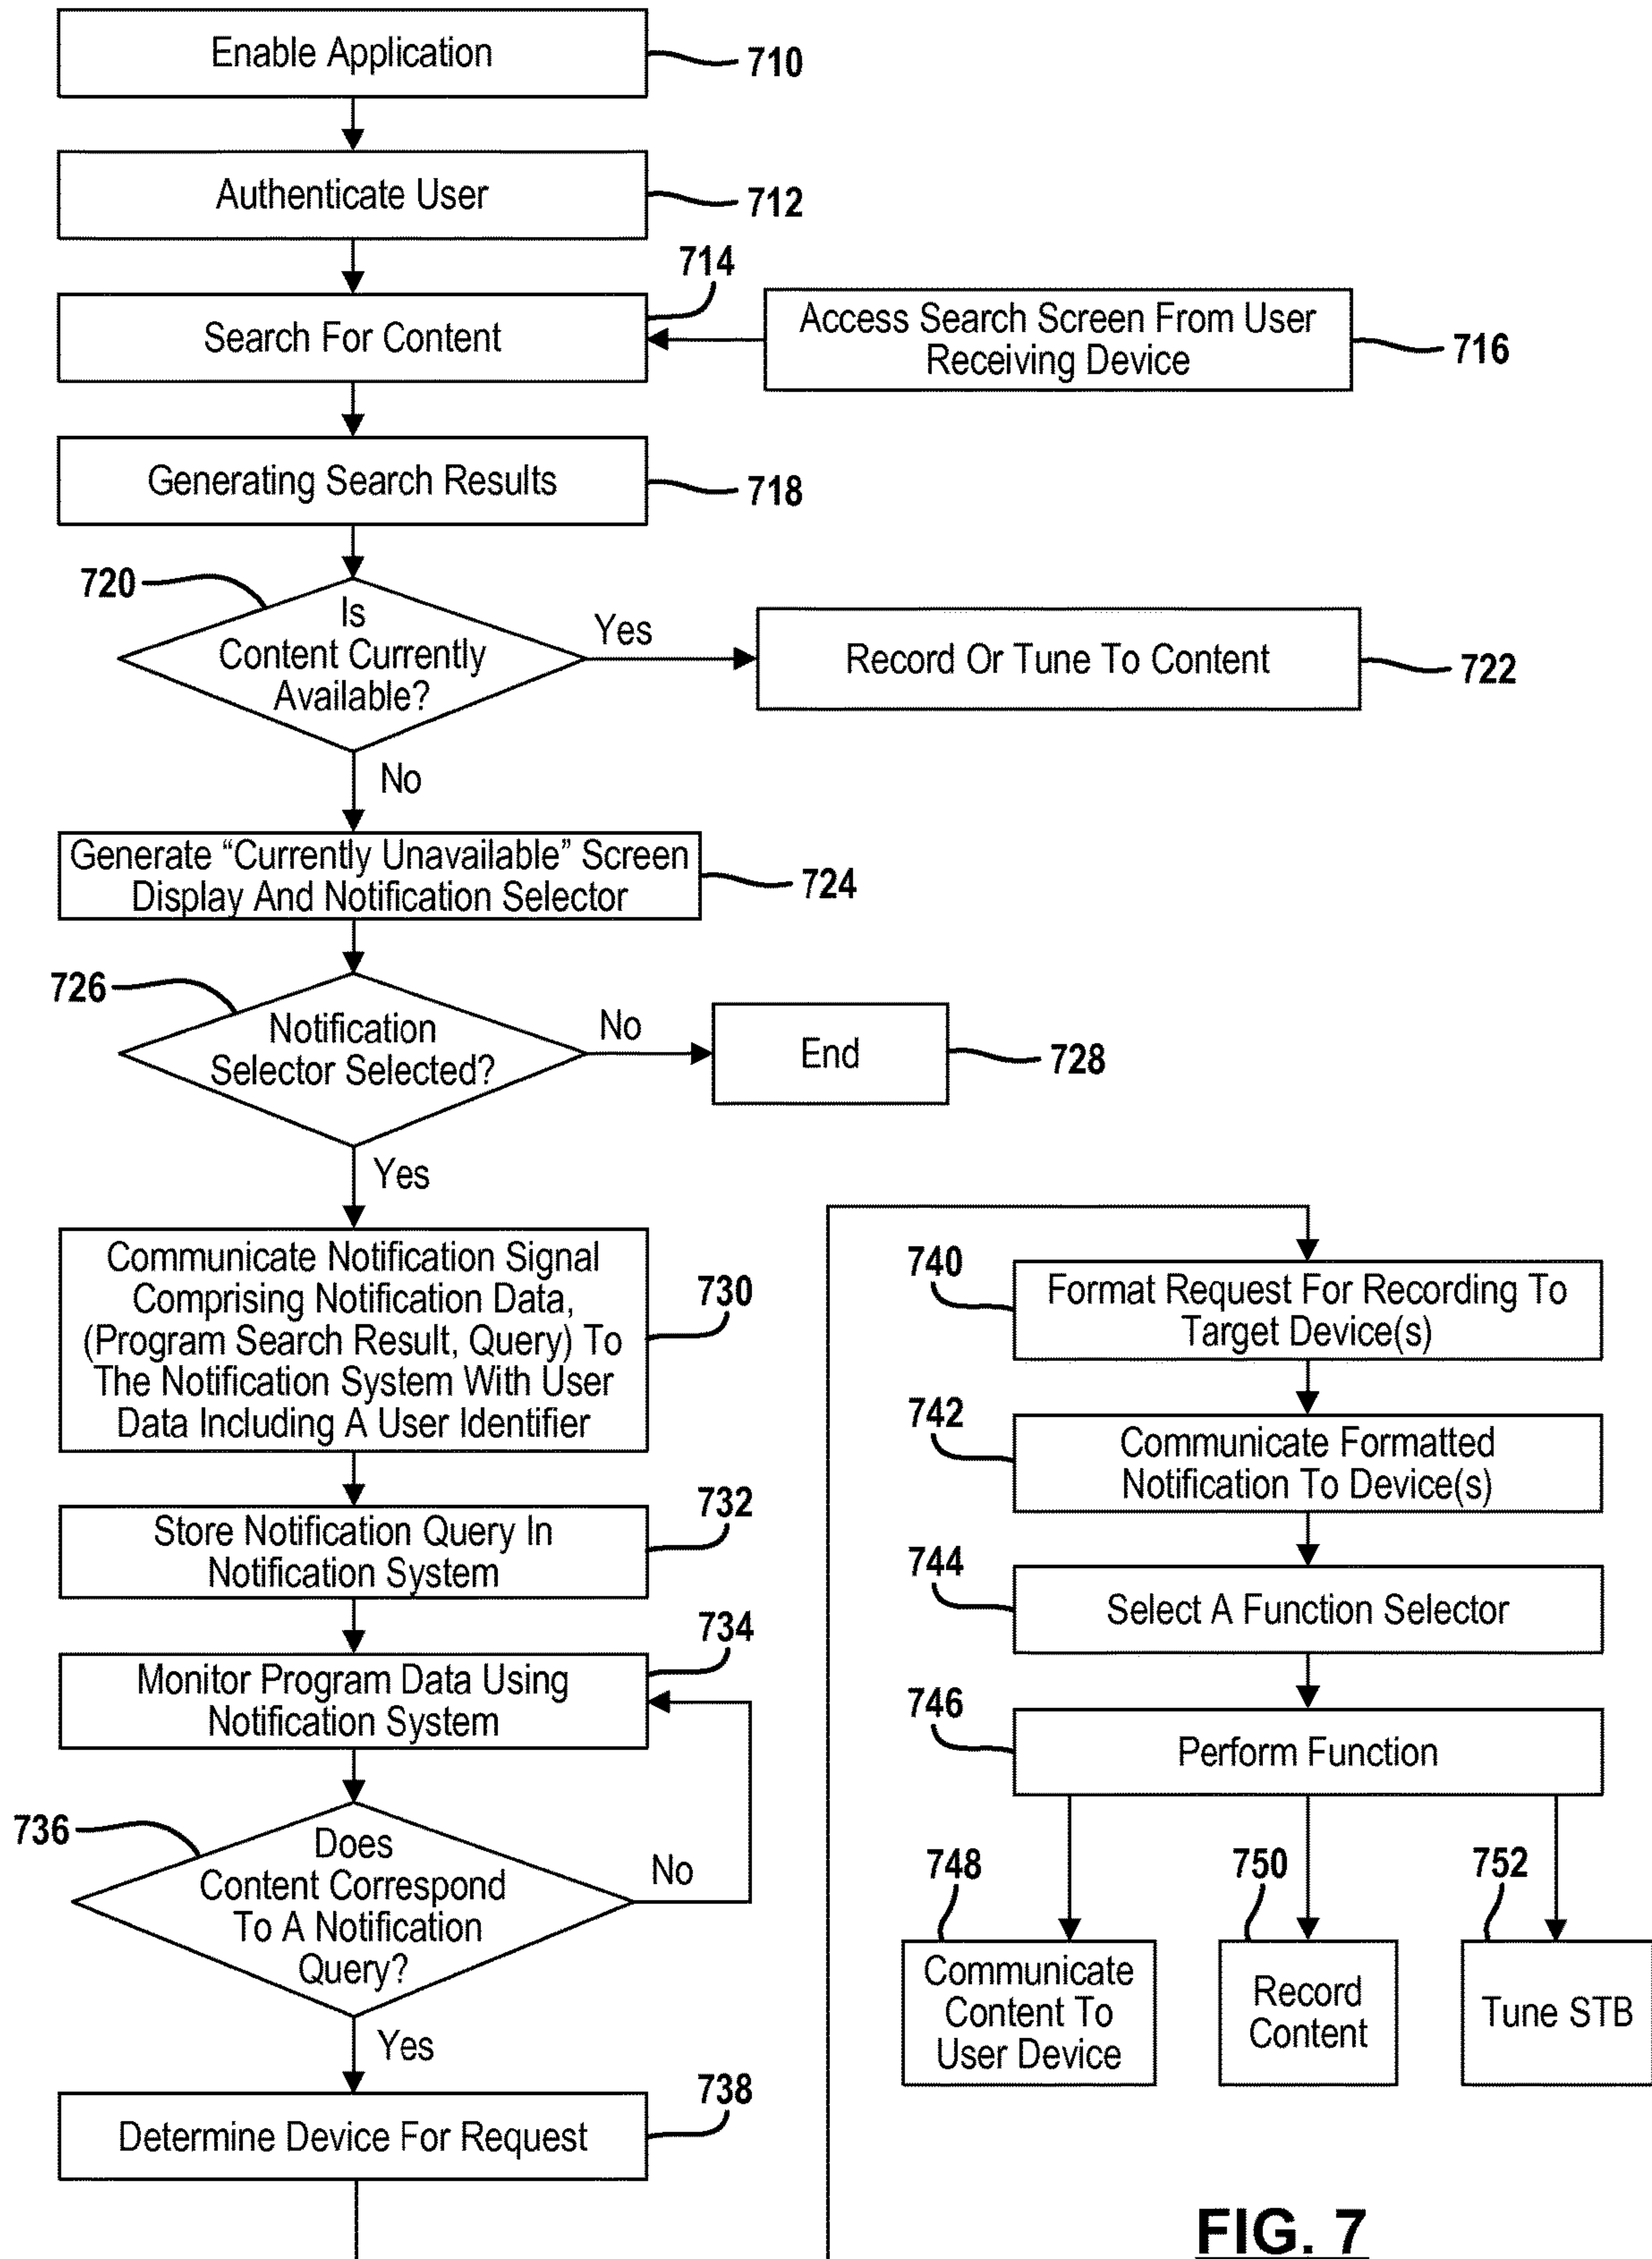 Enable Application
710
Authenticate User
712
714
Search For Content
Access Search Screen From User
Receiving Device
716
Generating Search Results
718
720
Is
Content Currently
Available?
Yes
Record Or Tune To Content
722
No
Generate “Currently Unavailable” Screen
Display And Notification Selector
724
726
Notification
Selector Selected?
No
End
728
Yes
Communicate Notification Signal
Comprising Notification Data,
(Program Search Result, Query) To
The Notification System With User
Data Including A User Identifier
730
Store Notification Query In
Notification System
732
734
Monitor Program Data Using
Notification System
736
Does
Content Correspond
To A Notification
Query?
No
Yes
738
Determine Device For Request
740
Format Request For Recording To
Target Device(s)
742
Communicate Formatted
Notification To Device(s)
744
Select A Function Selector
746
Perform Function
748
Communicate
Content To
User Device
750
Record
Content
752
Tune STB
FIG. 7